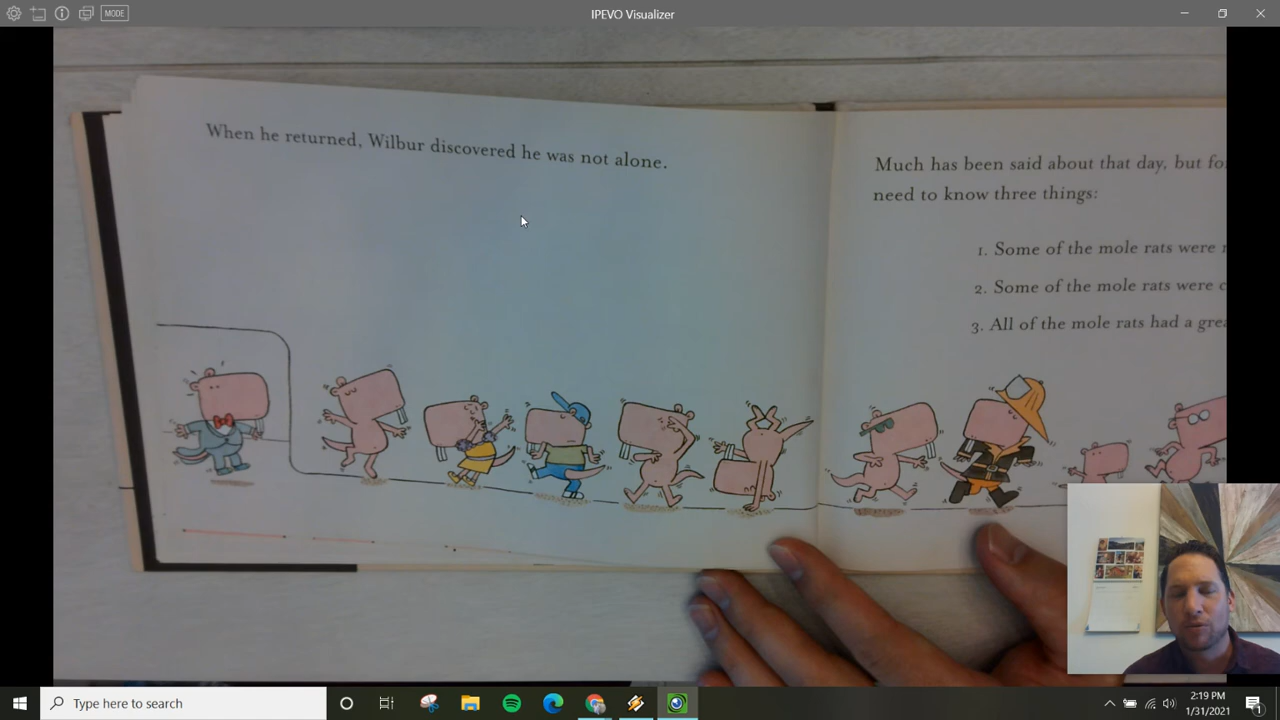 IPEVO Visualizer
MODE
When he returned, Wilbur discovered he was not alone.
Much has been said about that day, but
need to know three things:
1. Some of the mole rats were
2. Some of the mole rats were
3. All of the mole rats had a
Type here to search
2:19 PM
1/31/2021
1